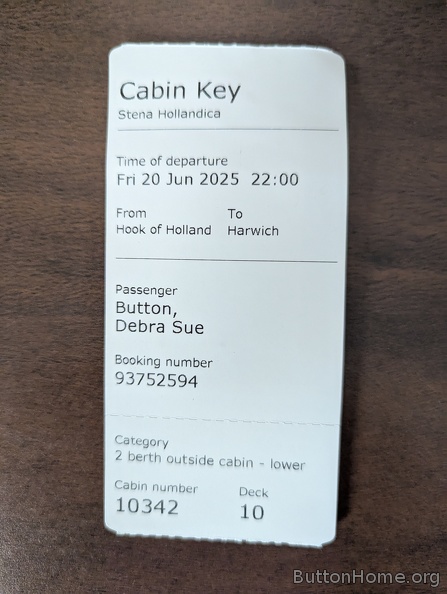 Cabin Key
Stena Hollandica
Time of departure
Fri 20 Jun 2025 22:00
From To
Hook of Holland Harwich
Passenger
Button,
Debra Sue
Booking number
93752594
Category
2 berth outside cabin - lower
Cabin number Deck
10342 10
ButtonHome.org